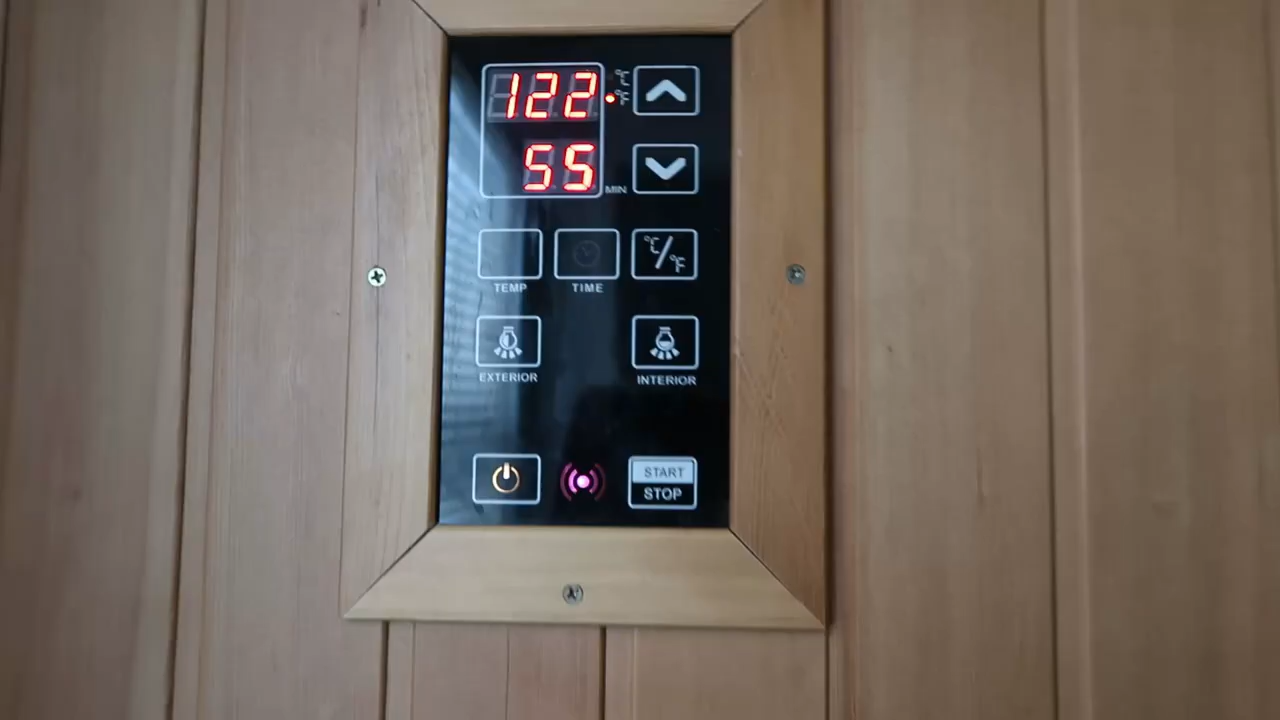 122 °C
°F
55 MIN
°C/°F
TEMP TIME
EXTERIOR INTERIOR
START
STOP